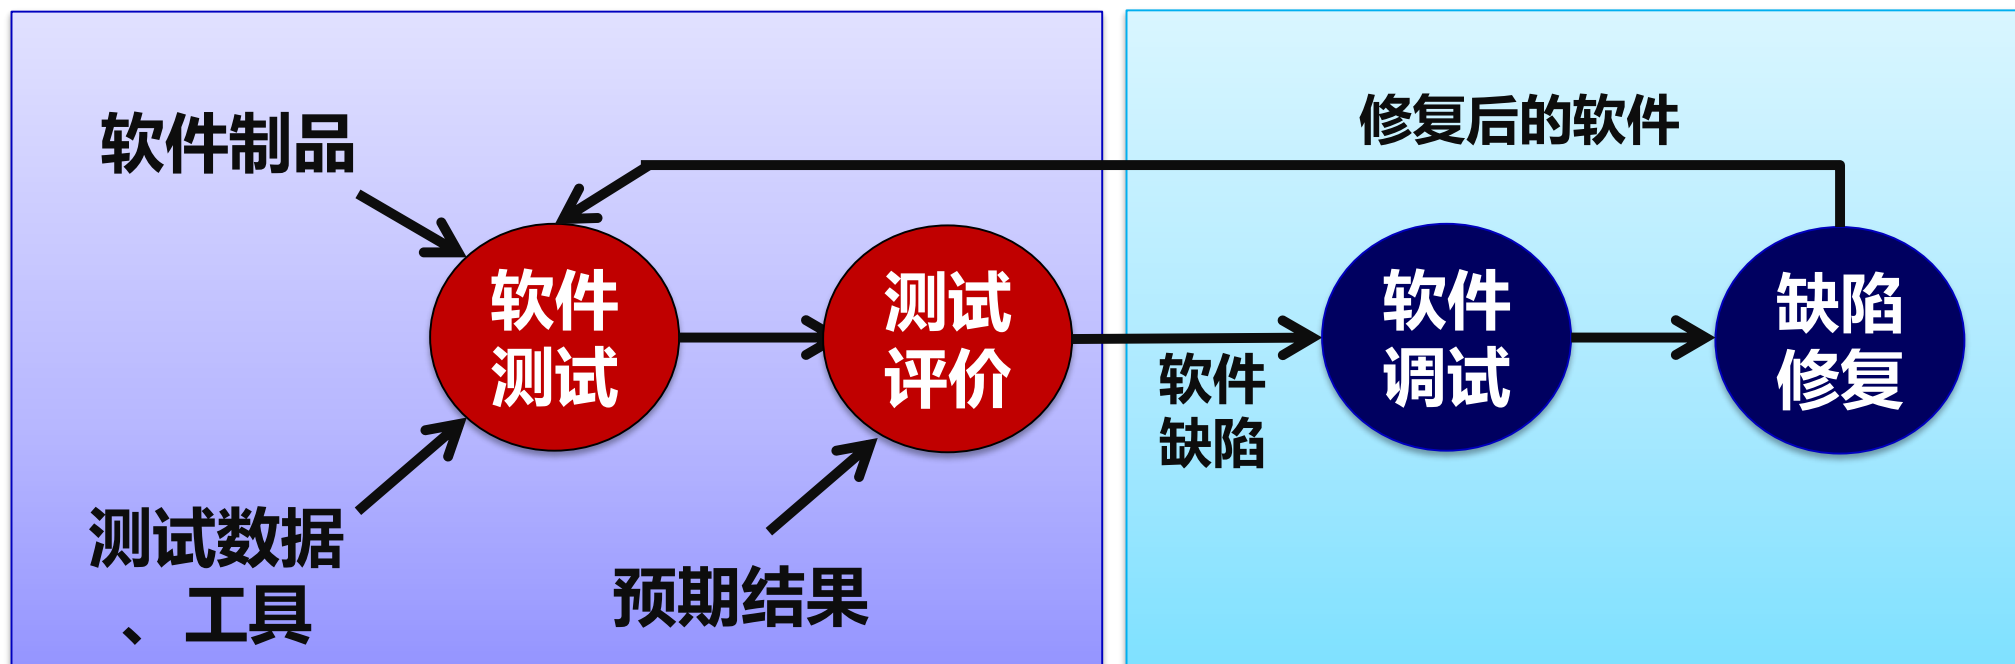 软件制品
修复后的软件
软件
测试
测试
评价
软件
缺陷
软件
调试
缺陷
修复
测试数据
、工具
预期结果